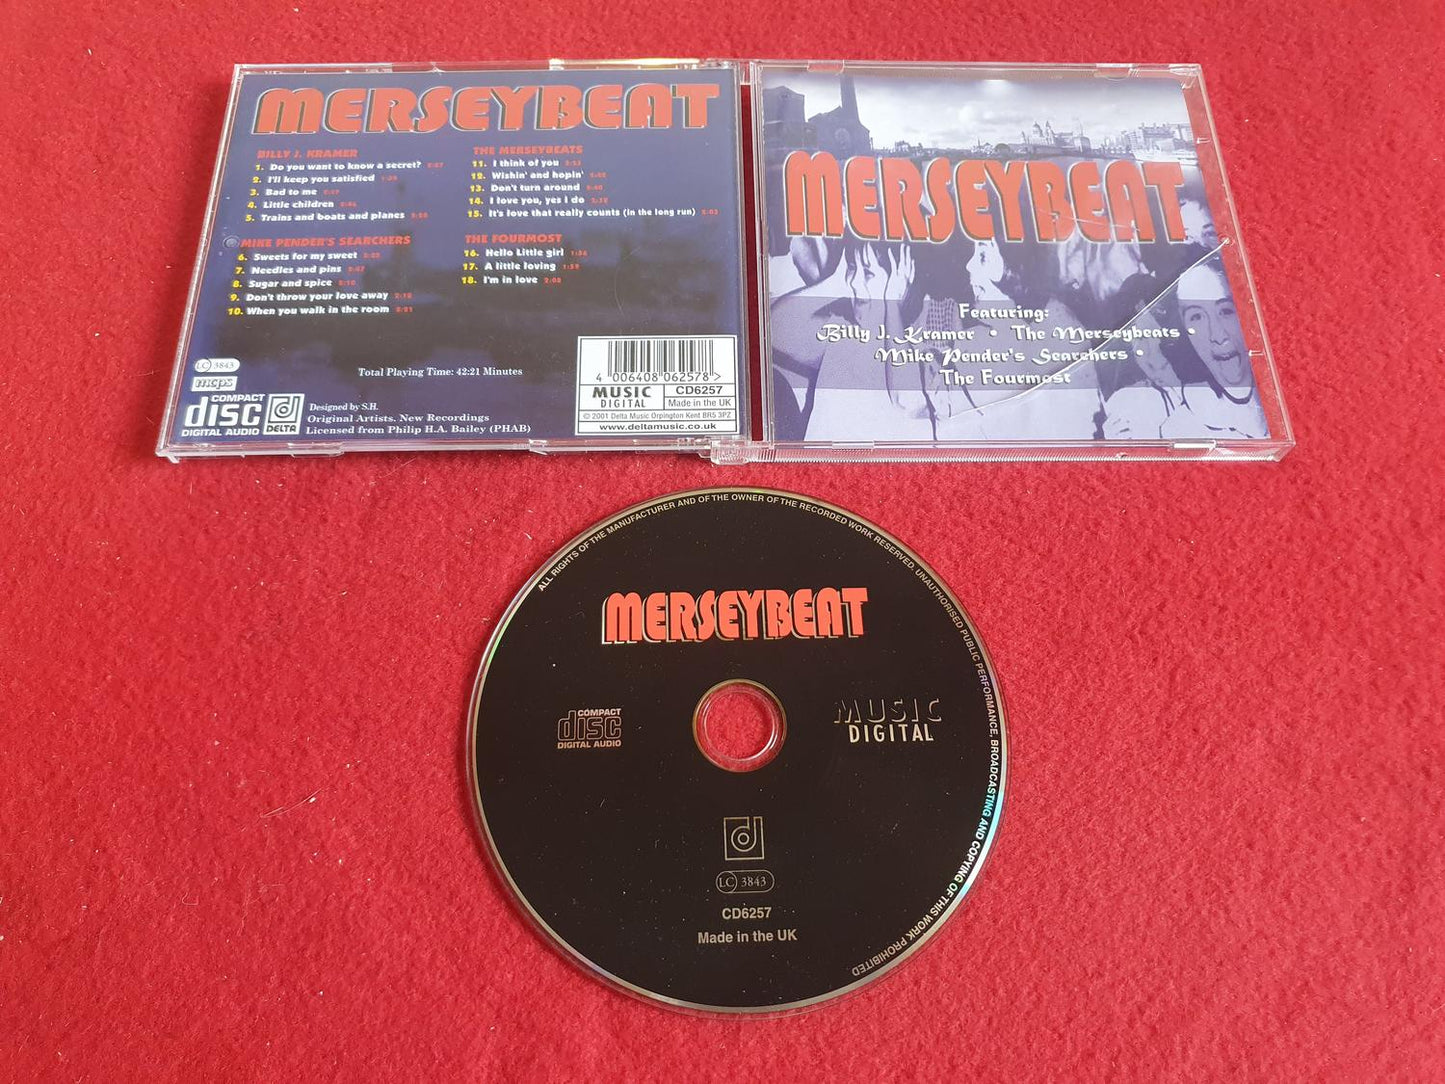 MERSEYBEAT
BILLY J. KRAMER
1. Do you want to know a secret?
2. I'll keep you satisfied
3. Bad to me
4. Little children
5. Trains and boats and planes
MIKE PENDER'S SEARCHERS
6. Sweets for my sweet
7. Needles and pins
8. Sugar and spice
9. Don't throw your love away
10. When you walk in the room
THE MERSEYBEATS
11. I think of you
12. Wishin' and hopin'
13. Don't turn around
14. I love you, yes i do
15. It's love that really counts (in the long run)
THE FOURMOST
16. Hello Little girl
17. A little loving
18. I'm in love
Total Playing Time: 42:21 Minutes
LC 3843
mcps
COMPACT
disc
DIGITAL AUDIO
DELTA
Designed by S.H.
Original Artists. New Recordings
Licensed from Philip H.A. Bailey (PHAB)
4 006408 062578 >
MUSIC
DIGITAL
CD6257
Made in the UK
© 2001 Delta Music Orpington Kent BR5 3PZ
www.deltamusic.co.uk
MERSEYBEAT
Featuring:
Billy J. Kramer • The Merseybeats •
Mike Pender's Searchers •
The Fourmost
ALL RIGHTS OF THE MANUFACTURER AND OF THE OWNER OF THE RECORDED WORK RESERVED. UNAUTHORISED PUBLIC PERFORMANCE, BROADCASTING AND COPYING OF THIS WORK PROHIBITED
MERSEYBEAT
COMPACT
disc
DIGITAL AUDIO
MUSIC
DIGITAL
LC 3843
CD6257
Made in the UK